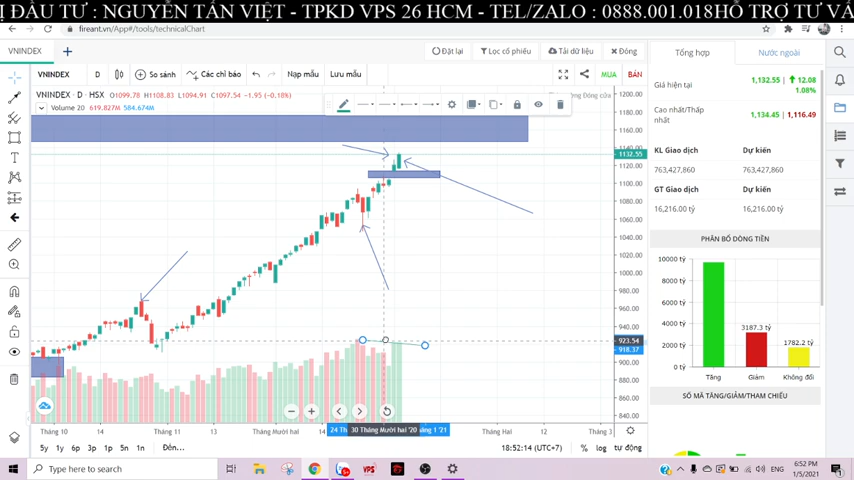 Ị ĐẦU TƯ : NGUYỄN TẤN VIỆT - TPKD VPS 26 HCM - TEL/ZALO : 0888.001.018HỖ TRỢ TƯ VẤ
fireant.vn/App#/tools/technicalChart
VNINDEX
Đặt lại
Lọc cổ phiếu
Tải dữ liệu
Đóng
Tổng hợp
Nước ngoài
VNINDEX
D
So sánh
Các chỉ báo
Nạp mẫu
Lưu mẫu
MUA
BÁN
VNINDEX · D · HSX O1099.78 H1108.83 L1094.91 C1097.54 -1.95 (-0.18%)
Volume 20 619.827M 584.674M
Giá hiện tại
1,132.55 | 12.08
1.08%
Cao nhất/Thấp nhất
1,134.45 | 1,116.49
KL Giao dịch
Dự kiến
763,427,860
763,427,860
GT Giao dịch
Dự kiến
16,216.00 tỷ
16,216.00 tỷ
PHÂN BỔ DÒNG TIỀN
10000 tỷ
8000 tỷ
6000 tỷ
4000 tỷ
2000 tỷ
0 tỷ
3187.3 tỷ
1782.2 tỷ
Tăng
Giảm
Không đổi
SỐ MÃ TĂNG/GIẢM/THAM CHIẾU
1200.00
1180.00
1160.00
1140.00
1132.55
1120.00
1100.00
1080.00
1060.00
1040.00
1020.00
1000.00
980.00
960.00
940.00
923.54
918.37
900.00
880.00
860.00
840.00
Tháng 10
14
Tháng 11
13
Tháng Mười hai
14
24 Th
30 Tháng Mười hai '20
áng 1 '21
Tháng Hai
12
Tháng 3
5y
1y
6p
3p
1p
5n
1n
Đến...
18:52:14 (UTC+7)
%
log
tự động
Type here to search
6:52 PM
1/5/2021